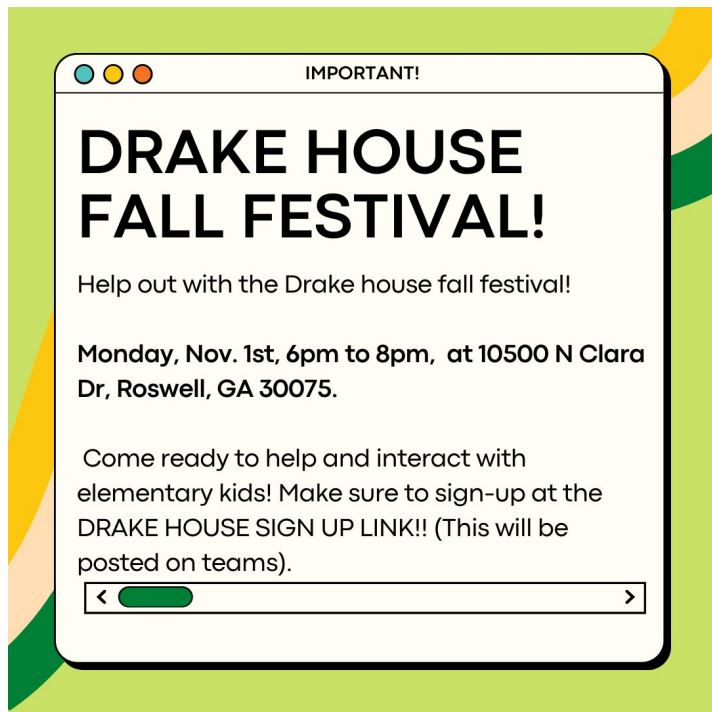 IMPORTANT!
DRAKE HOUSE
FALL FESTIVAL!
Help out with the Drake house fall festival!
Monday, Nov. 1st, 6pm to 8pm, at 10500 N Clara
Dr, Roswell, GA 30075.
Come ready to help and interact with
elementary kids! Make sure to sign-up at the
DRAKE HOUSE SIGN UP LINK!! (This will be
posted on teams).